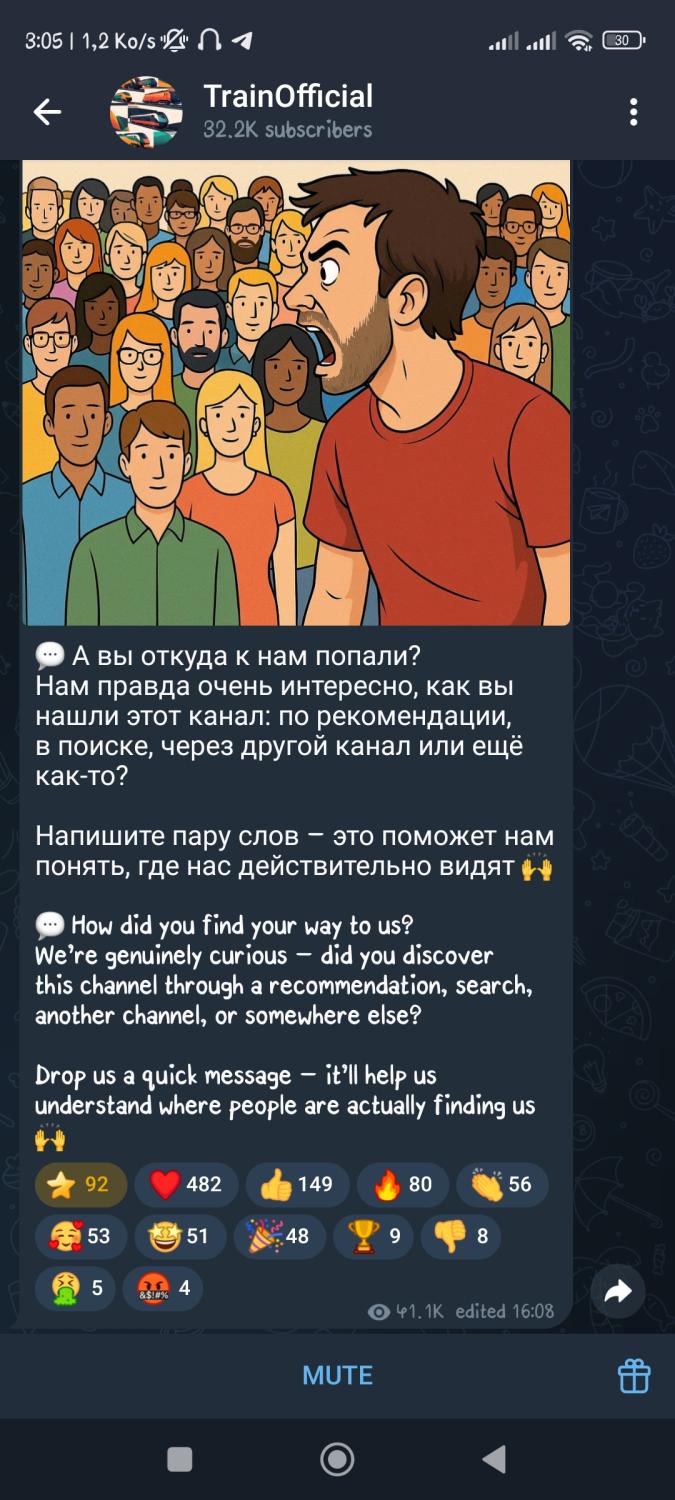 3:05 | 1,2 Ko/s
30
TrainOfficial
32.2K subscribers
А вы откуда к нам попали?
Нам правда очень интересно, как вы
нашли этот канал: по рекомендации,
в поиске, через другой канал или ещё
как-то?
Напишите пару слов – это поможет нам
понять, где нас действительно видят 🙌
How did you find your way to us?
We're genuinely curious – did you discover
this channel through a recommendation, search,
another channel, or somewhere else?
Drop us a quick message – it'll help us
understand where people are actually finding us
🙌
⭐ 92 ❤️ 482 👍 149 🔥 80 👏 56
🥰 53 🤩 51 🎉 48 🏆 9 👎 8
🤮 5 🤬 4
41.1K edited 16:08
MUTE